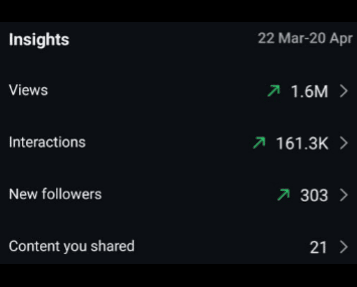 Insights 22 Mar-20 Apr
Views 1.6M
Interactions 161.3K
New followers 303
Content you shared 21